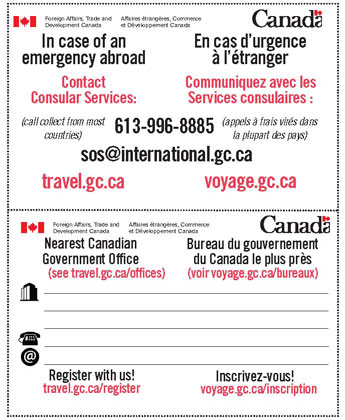 Foreign Affairs, Trade and Affaires étrangères, Commerce
Development Canada et Développement Canada
Canada
In case of an
emergency abroad
En cas d'urgence
à l'étranger
Contact
Consular Services:
Communiquez avec les
Services consulaires :
(call collect from most
countries)
613-996-8885
(appels à frais virés dans
la plupart des pays)
sos@international.gc.ca
travel.gc.ca voyage.gc.ca
Foreign Affairs, Trade and Affaires étrangères, Commerce
Development Canada et Développement Canada
Canada
Nearest Canadian
Government Office
(see travel.gc.ca/offices)
Bureau du gouvernement
du Canada le plus près
(voir voyage.gc.ca/bureaux)
@
Register with us!
travel.gc.ca/register
Inscrivez-vous!
voyage.gc.ca/inscription